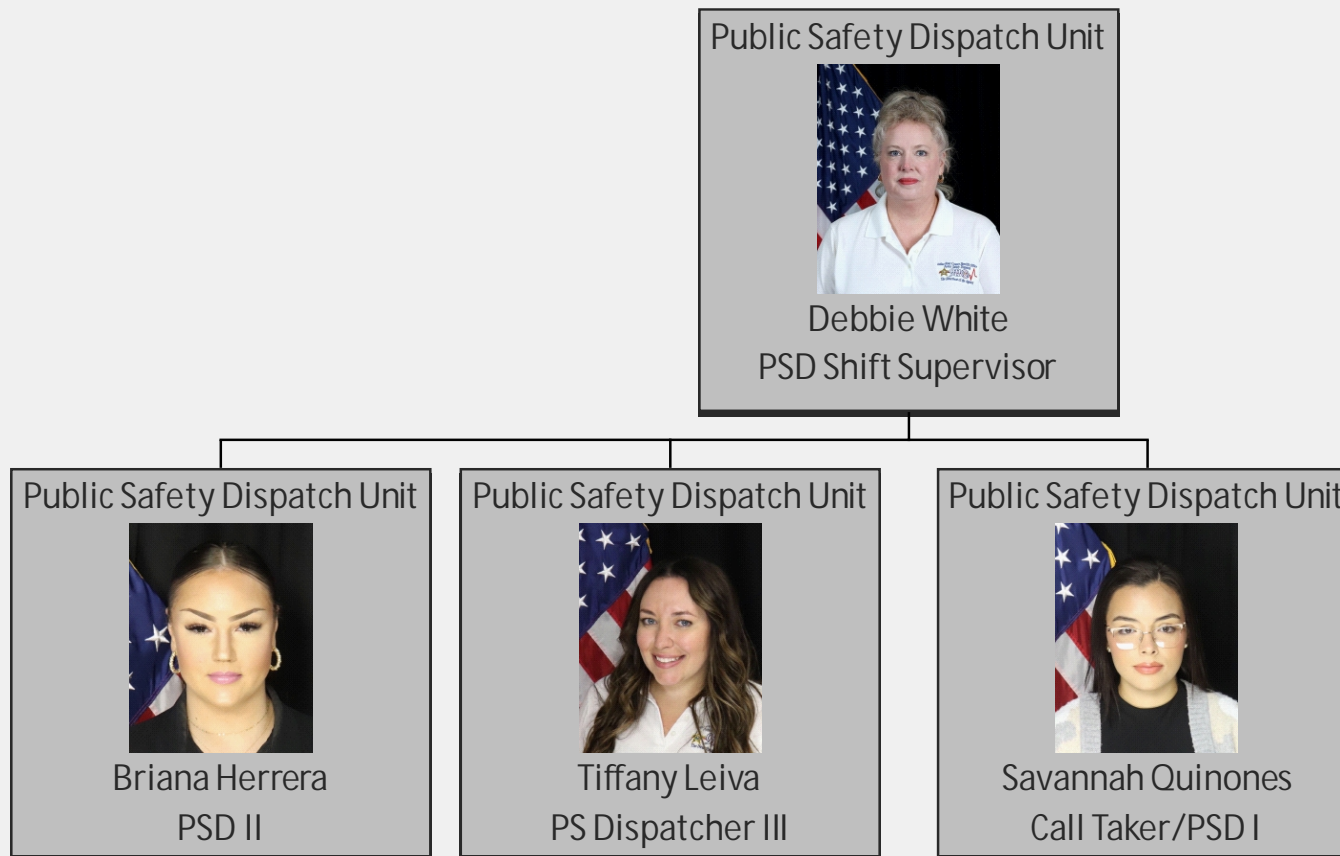 Public Safety Dispatch Unit
Debbie White
PSD Shift Supervisor
Public Safety Dispatch Unit
Briana Herrera
PSD II
Public Safety Dispatch Unit
Tiffany Leiva
PS Dispatcher III
Public Safety Dispatch Unit
Savannah Quinones
Call Taker/PSD I